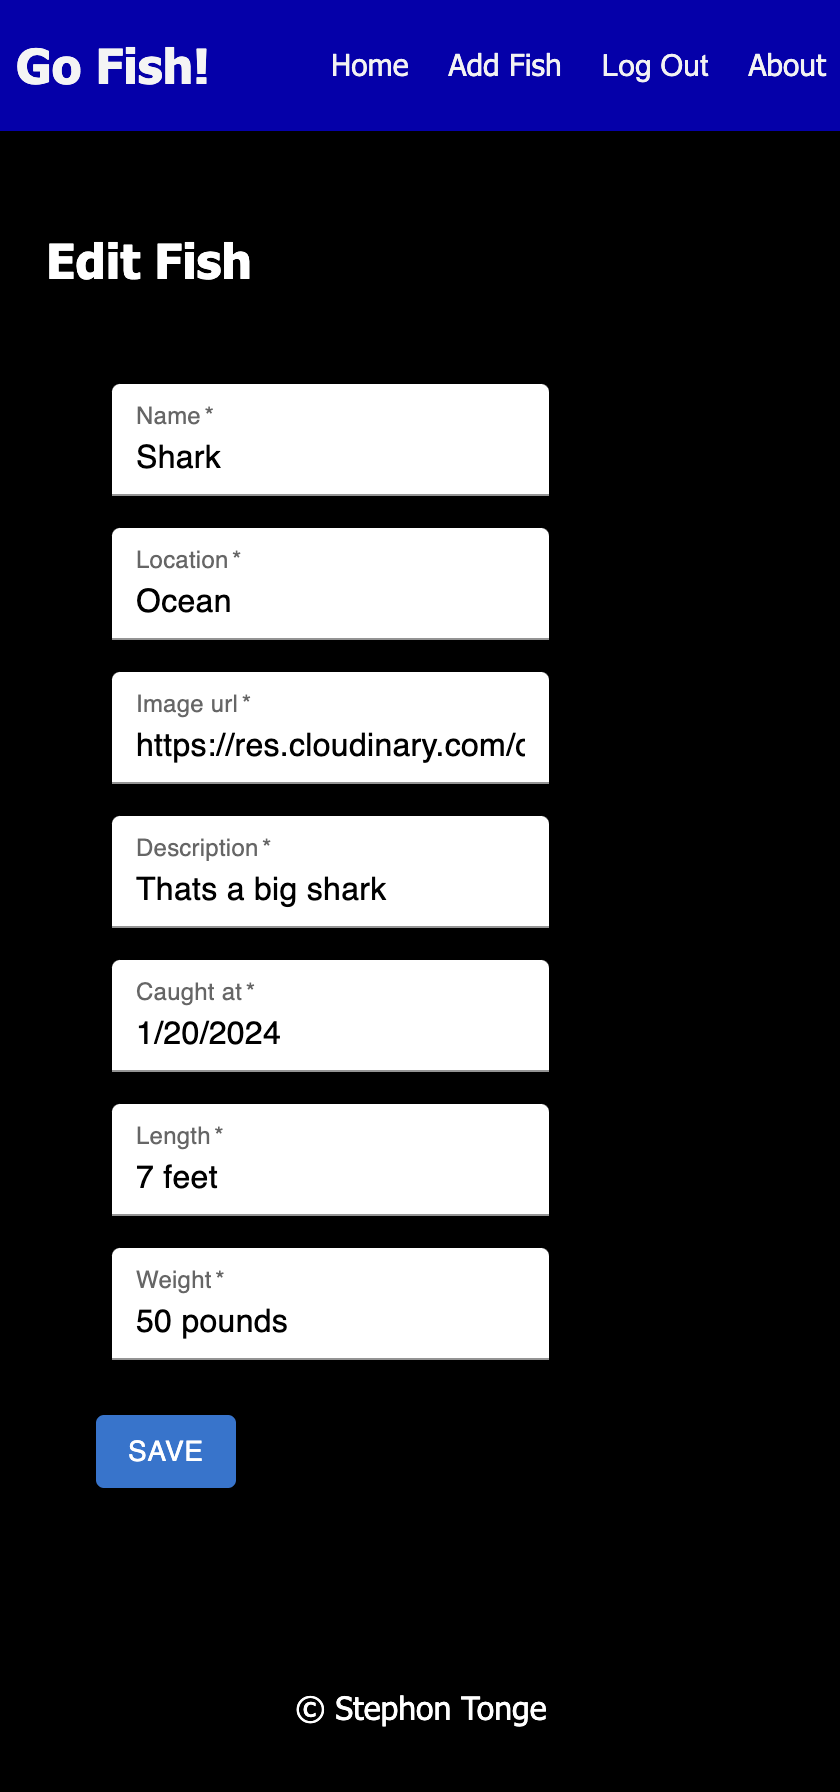 Go Fish! Home Add Fish Log Out About
Edit Fish
Name *
Shark
Location *
Ocean
Image url *
https://res.cloudinary.com/c
Description *
Thats a big shark
Caught at *
1/20/2024
Length *
7 feet
Weight *
50 pounds
SAVE
© Stephon Tonge